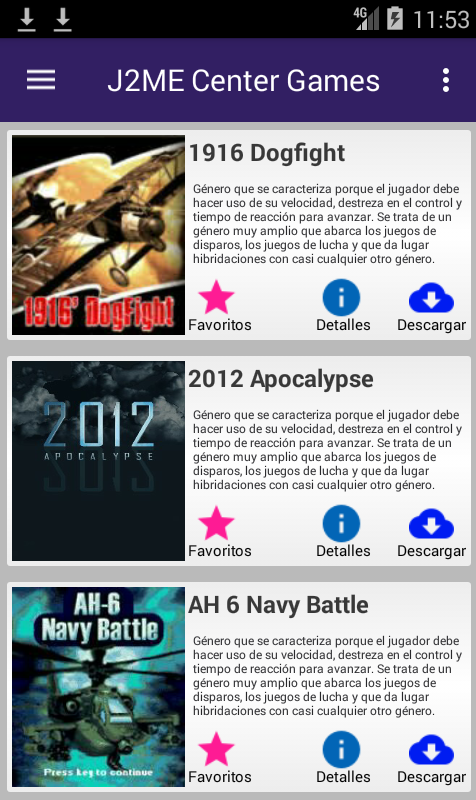 4G 11:53
J2ME Center Games
1916 Dogfight
Género que se caracteriza porque el jugador debe
hacer uso de su velocidad, destreza en el control y
tiempo de reacción para avanzar. Se trata de un
género muy amplio que abarca los juegos de
disparos, los juegos de lucha y que da lugar
hibridaciones con casi cualquier otro género.
1916' DogFight
Favoritos Detalles Descargar
2012 Apocalypse
Género que se caracteriza porque el jugador debe
hacer uso de su velocidad, destreza en el control y
tiempo de reacción para avanzar. Se trata de un
género muy amplio que abarca los juegos de
disparos, los juegos de lucha y que da lugar
hibridaciones con casi cualquier otro género.
2012
APOCALYPSE
Favoritos Detalles Descargar
AH-6
Navy Battle
AH 6 Navy Battle
Género que se caracteriza porque el jugador debe
hacer uso de su velocidad, destreza en el control y
tiempo de reacción para avanzar. Se trata de un
género muy amplio que abarca los juegos de
disparos, los juegos de lucha y que da lugar
hibridaciones con casi cualquier otro género.
Press key to continue
Favoritos Detalles Descargar